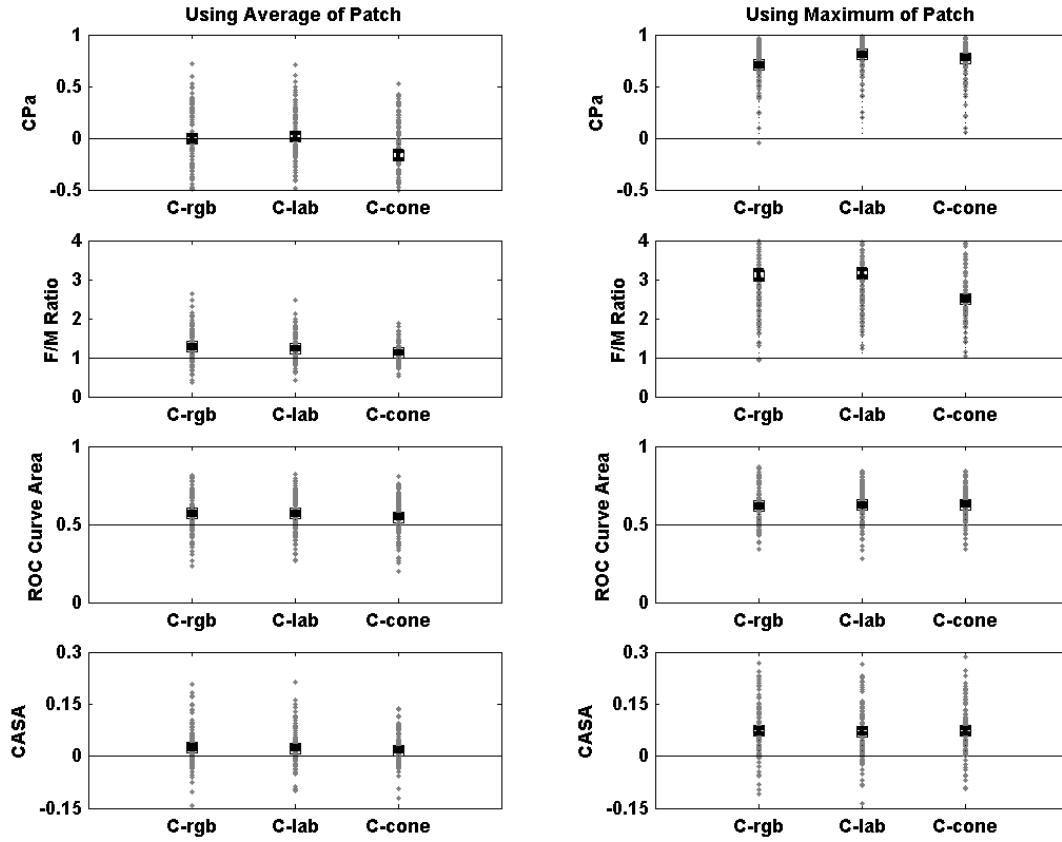 Using Average of Patch
CPa
1
0.5
0
-0.5
C-rgb C-lab C-cone
F/M Ratio
4
3
2
1
0
C-rgb C-lab C-cone
ROC Curve Area
1
0.5
0
C-rgb C-lab C-cone
CASA
0.3
0.15
0
-0.15
C-rgb C-lab C-cone
Using Maximum of Patch
CPa
1
0.5
0
-0.5
C-rgb C-lab C-cone
F/M Ratio
4
3
2
1
0
C-rgb C-lab C-cone
ROC Curve Area
1
0.5
0
C-rgb C-lab C-cone
CASA
0.3
0.15
0
-0.15
C-rgb C-lab C-cone